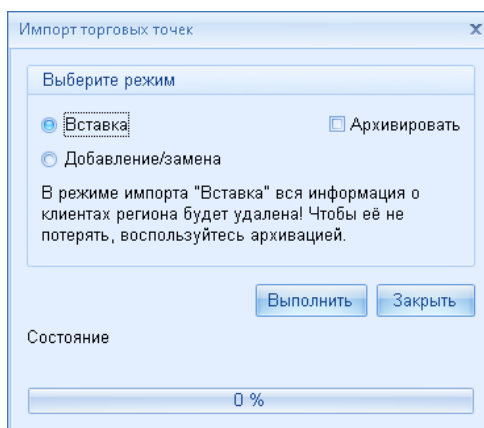 Импорт торговых точек x
Выберите режим
Вставка Архивировать
Добавление/замена
В режиме импорта "Вставка" вся информация о
клиентах региона будет удалена! Чтобы её не
потерять, воспользуйтесь архивацией.
Выполнить Закрыть
Состояние
0 %